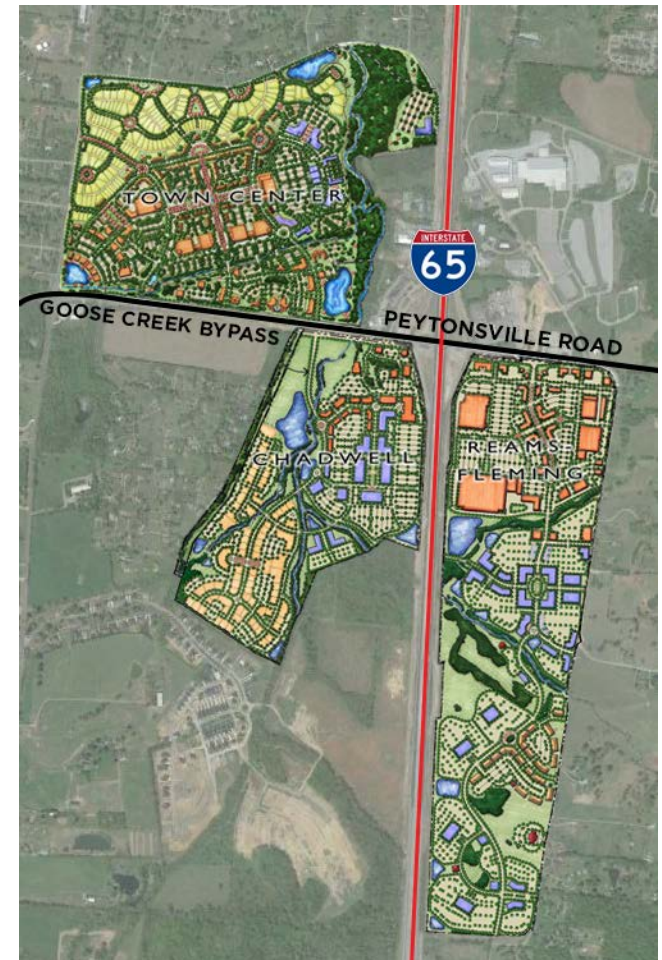 TOWN CENTER
INTERSTATE
65
GOOSE CREEK BYPASS
PEYTONSVILLE ROAD
CHADWELL
REAMS-
FLEMING